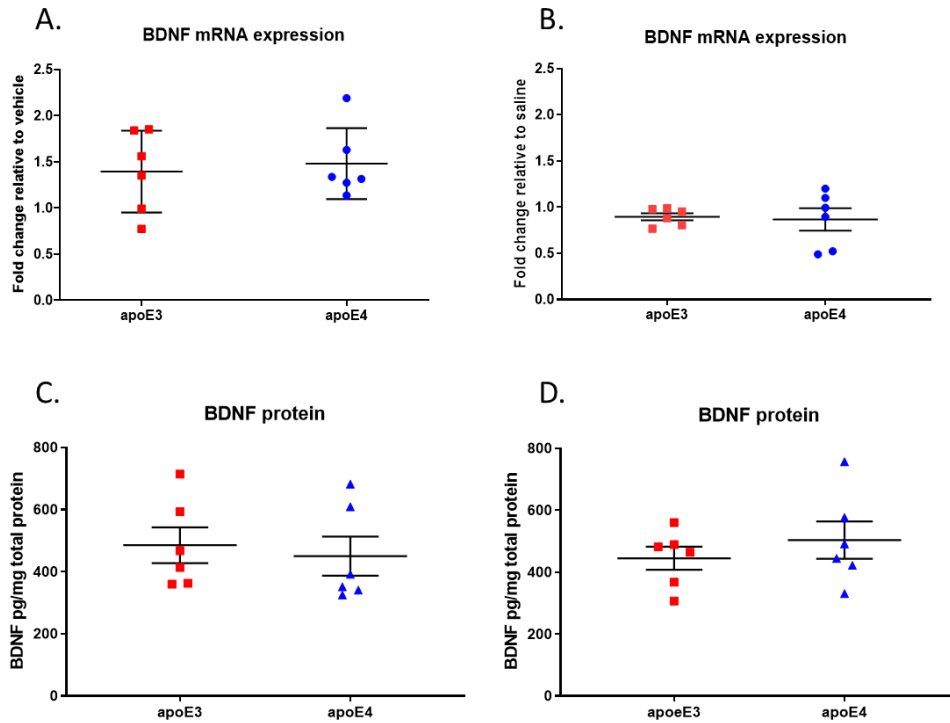 A.
BDNF mRNA expression
Fold change relative to vehicle
2.5
2.0
1.5
1.0
0.5
0.0
apoE3
apoE4
B.
BDNF mRNA expression
Fold change relative to saline
2.5
2.0
1.5
1.0
0.5
0.0
apoE3
apoE4
C.
BDNF protein
BDNF pg/mg total protein
800
600
400
200
0
apoE3
apoE4
D.
BDNF protein
BDNF pg/mg total protein
800
600
400
200
0
apoeE3
apoE4